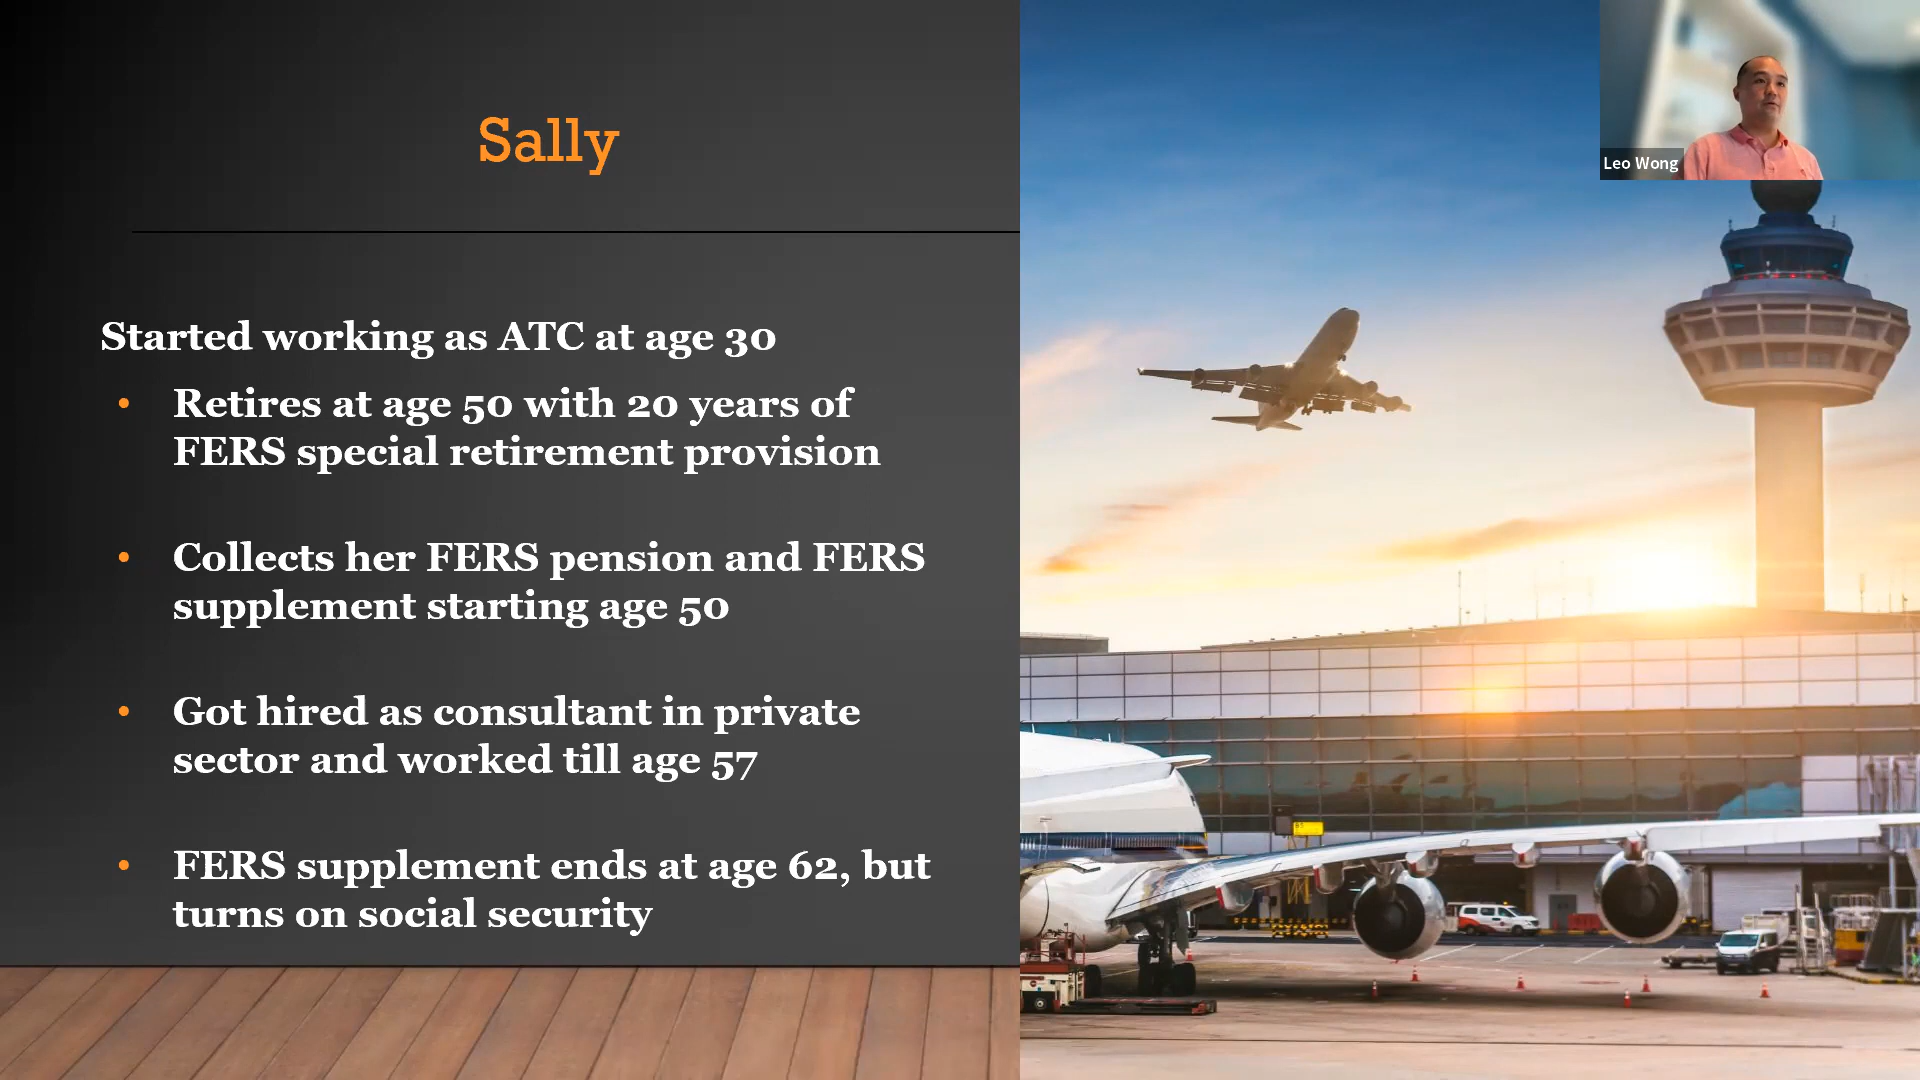 Sally
Started working as ATC at age 30
• Retires at age 50 with 20 years of
FERS special retirement provision
• Collects her FERS pension and FERS
supplement starting age 50
• Got hired as consultant in private
sector and worked till age 57
• FERS supplement ends at age 62, but
turns on social security
Leo Wong